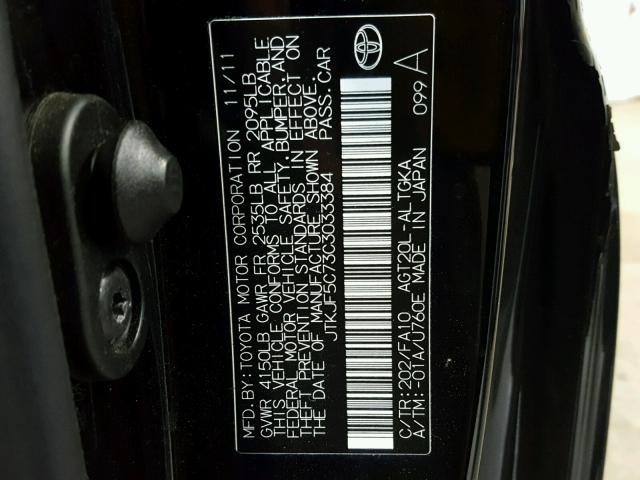 MFD.BY:TOYOTA MOTOR CORPORATION 11/11
GVWR 4150LB GAWR FR 2535LB RR 2095LB
THIS VEHICLE CONFORMS TO ALL APPLICABLE
FEDERAL MOTOR VEHICLE SAFETY,BUMPER,AND
THEFT PREVENTION STANDARDS IN EFFECT ON
THE DATE OF MANUFACTURE SHOWN ABOVE.
JTKJF5C73C3033384 PASS.CAR
C/TR:202/FA10 AGT20L-ALTGKA
A/TM:-01A/U760E MADE IN JAPAN
099 A